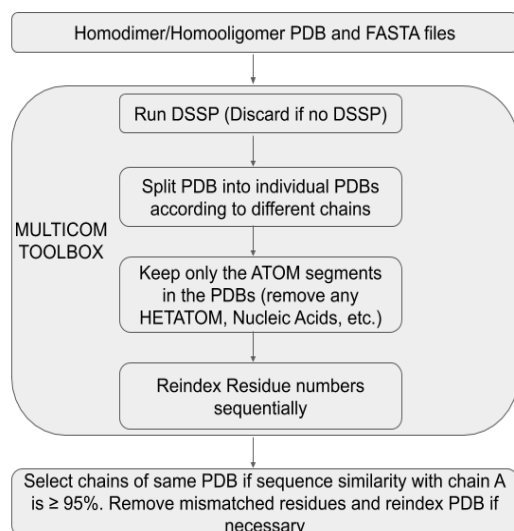 Homodimer/Homooligomer PDB and FASTA files
Run DSSP (Discard if no DSSP)
Split PDB into individual PDBs
according to different chains
MULTICOM
TOOLBOX
Keep only the ATOM segments
in the PDBs (remove any
HETATOM, Nucleic Acids, etc.)
Reindex Residue numbers
sequentially
Select chains of same PDB if sequence similarity with chain A
is ≥ 95%. Remove mismatched residues and reindex PDB if
necessary